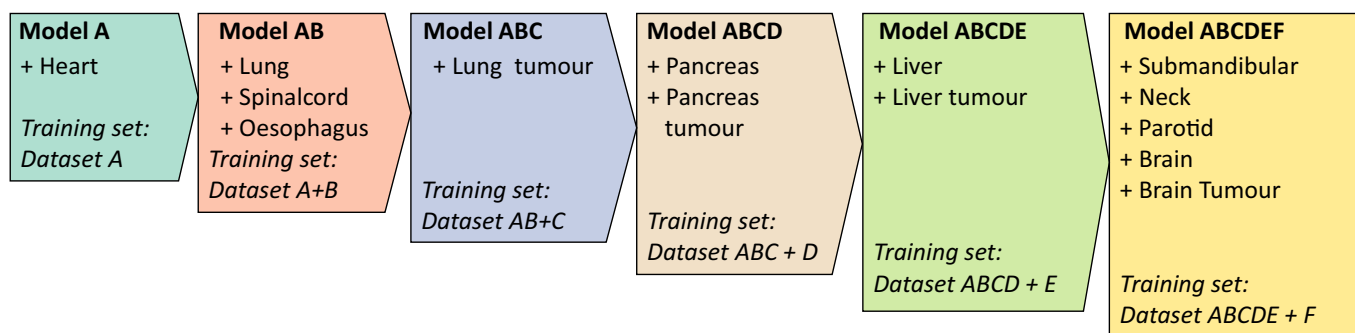 Model A
+ Heart
Training set:
Dataset A
Model AB
+ Lung
+ Spinalcord
+ Oesophagus
Training set:
Dataset A+B
Model ABC
+ Lung tumour
Training set:
Dataset AB+C
Model ABCD
+ Pancreas
+ Pancreas
tumour
Training set:
Dataset ABC + D
Model ABCDE
+ Liver
+ Liver tumour
Training set:
Dataset ABCD + E
Model ABCDEF
+ Submandibular
+ Neck
+ Parotid
+ Brain
+ Brain Tumour
Training set:
Dataset ABCDE + F